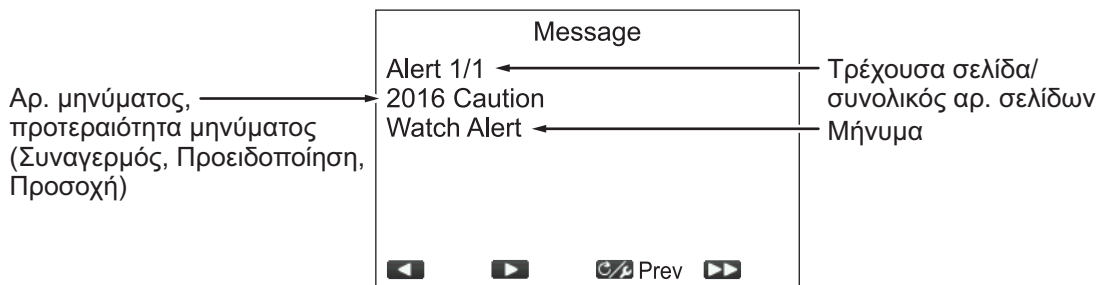 Message
Alert 1/1
2016 Caution
Watch Alert
Prev
Αρ. μηνύματος,
προτεραιότητα μηνύματος
(Συναγερμός, Προειδοποίηση,
Προσοχή)
Τρέχουσα σελίδα/
συνολικός αρ. σελίδων
Μήνυμα